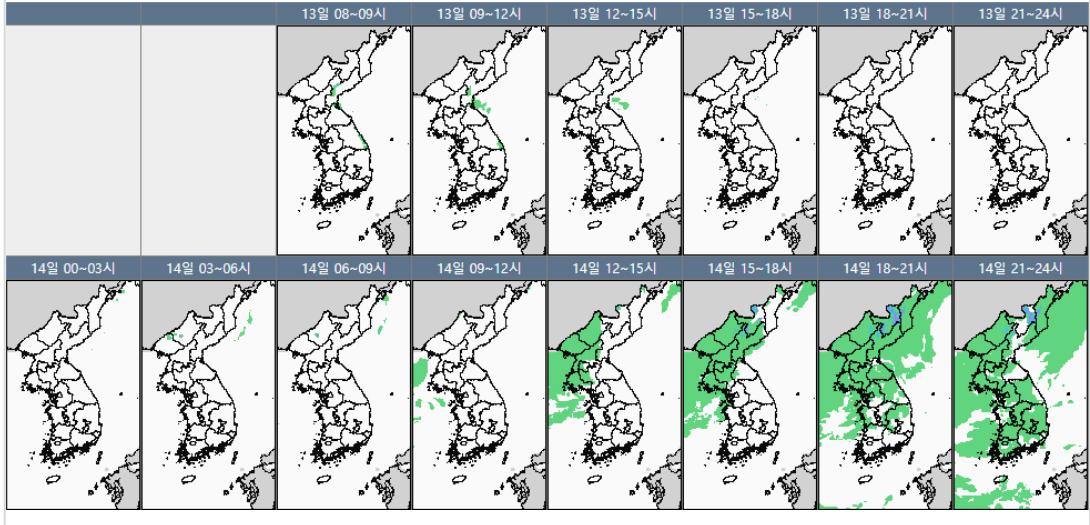 13일 08~09시
13일 09~12시
13일 12~15시
13일 15~18시
13일 18~21시
13일 21~24시
14일 00~03시
14일 03~06시
14일 06~09시
14일 09~12시
14일 12~15시
14일 15~18시
14일 18~21시
14일 21~24시